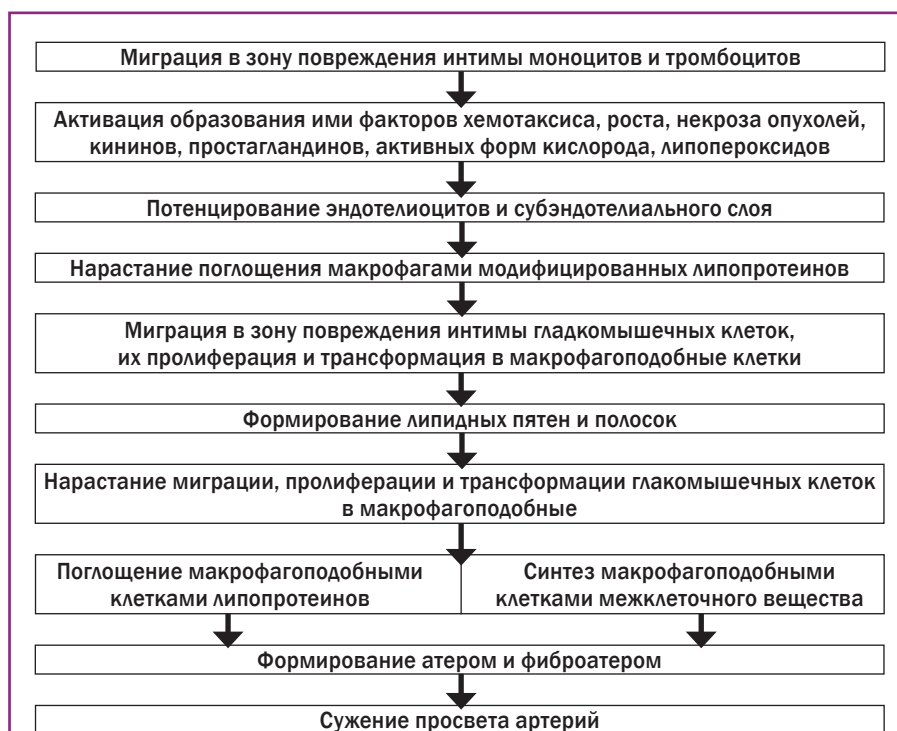 Миграция в зону повреждения интимы моноцитов и тромбоцитов
Активация образования ими факторов хемотаксиса, роста, некроза опухолей,
кининов, простагландинов, активных форм кислорода, липопероксидов
Потенцирование эндотелиоцитов и субэндотелиального слоя
Нарастание поглощения макрофагами модифицированных липопротеинов
Миграция в зону повреждения интимы гладкомышечных клеток,
их пролиферация и трансформация в макрофагоподобные клетки
Формирование липидных пятен и полосок
Нарастание миграции, пролиферации и трансформации глакомышечных клеток
в макрофагоподобные
Поглощение макрофагоподобными
клетками липопротеинов
Синтез макрофагоподобными
клетками межклеточного вещества
Формирование атером и фиброатером
Сужение просвета артерий